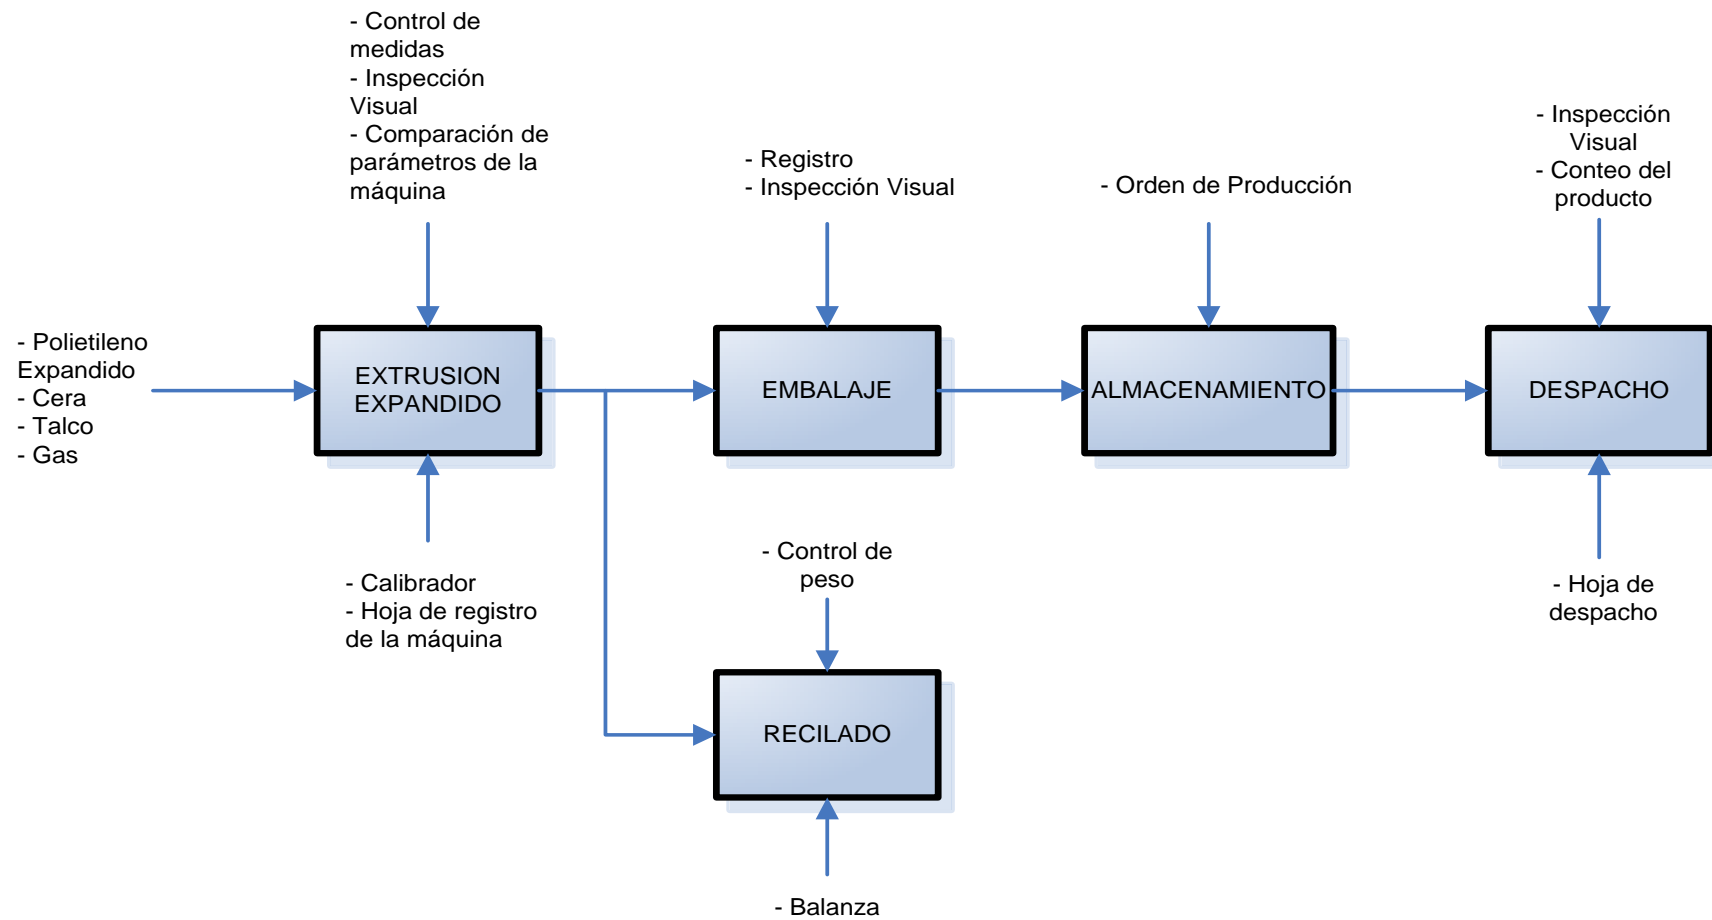 - Control de
medidas
- Inspección
Visual
- Comparación de
parámetros de la
máquina
- Registro
- Inspección Visual
- Orden de Producción
- Inspección
Visual
- Conteo del
producto
- Polietileno
Expandido
- Cera
- Talco
- Gas
EXTRUSION
EXPANDIDO
EMBALAJE
ALMACENAMIENTO
DESPACHO
- Calibrador
- Hoja de registro
de la máquina
- Control de
peso
- Hoja de
despacho
RECILADO
- Balanza